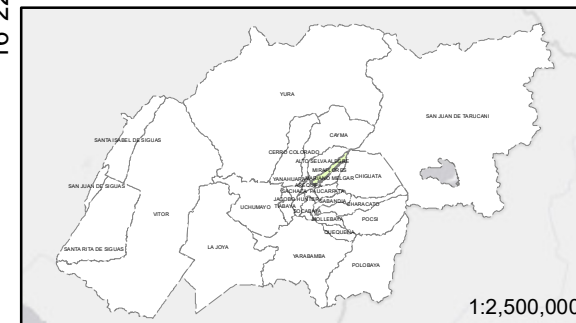 YURA
SAN JUAN DE TARUCANI
CAYMA
SANTA ISABEL DE SIGUAS
CERRO COLORADO
ALTO SELVA ALEGRE
MIRAFLORES
CHIGUATA
YANAHUARA
MARIANO MELGAR
SAN JUAN DE SIGUAS
SACHACA
PAUCARPATA
UCHUMAYO
TIABAYA
SABANDIA
CHARACATO
VITOR
SOCABAYA
MOLLEBAYA
POCSI
QUEQUEÑA
LA JOYA
SANTA RITA DE SIGUAS
YARABAMBA
POLOBAYA
1:2,500,000